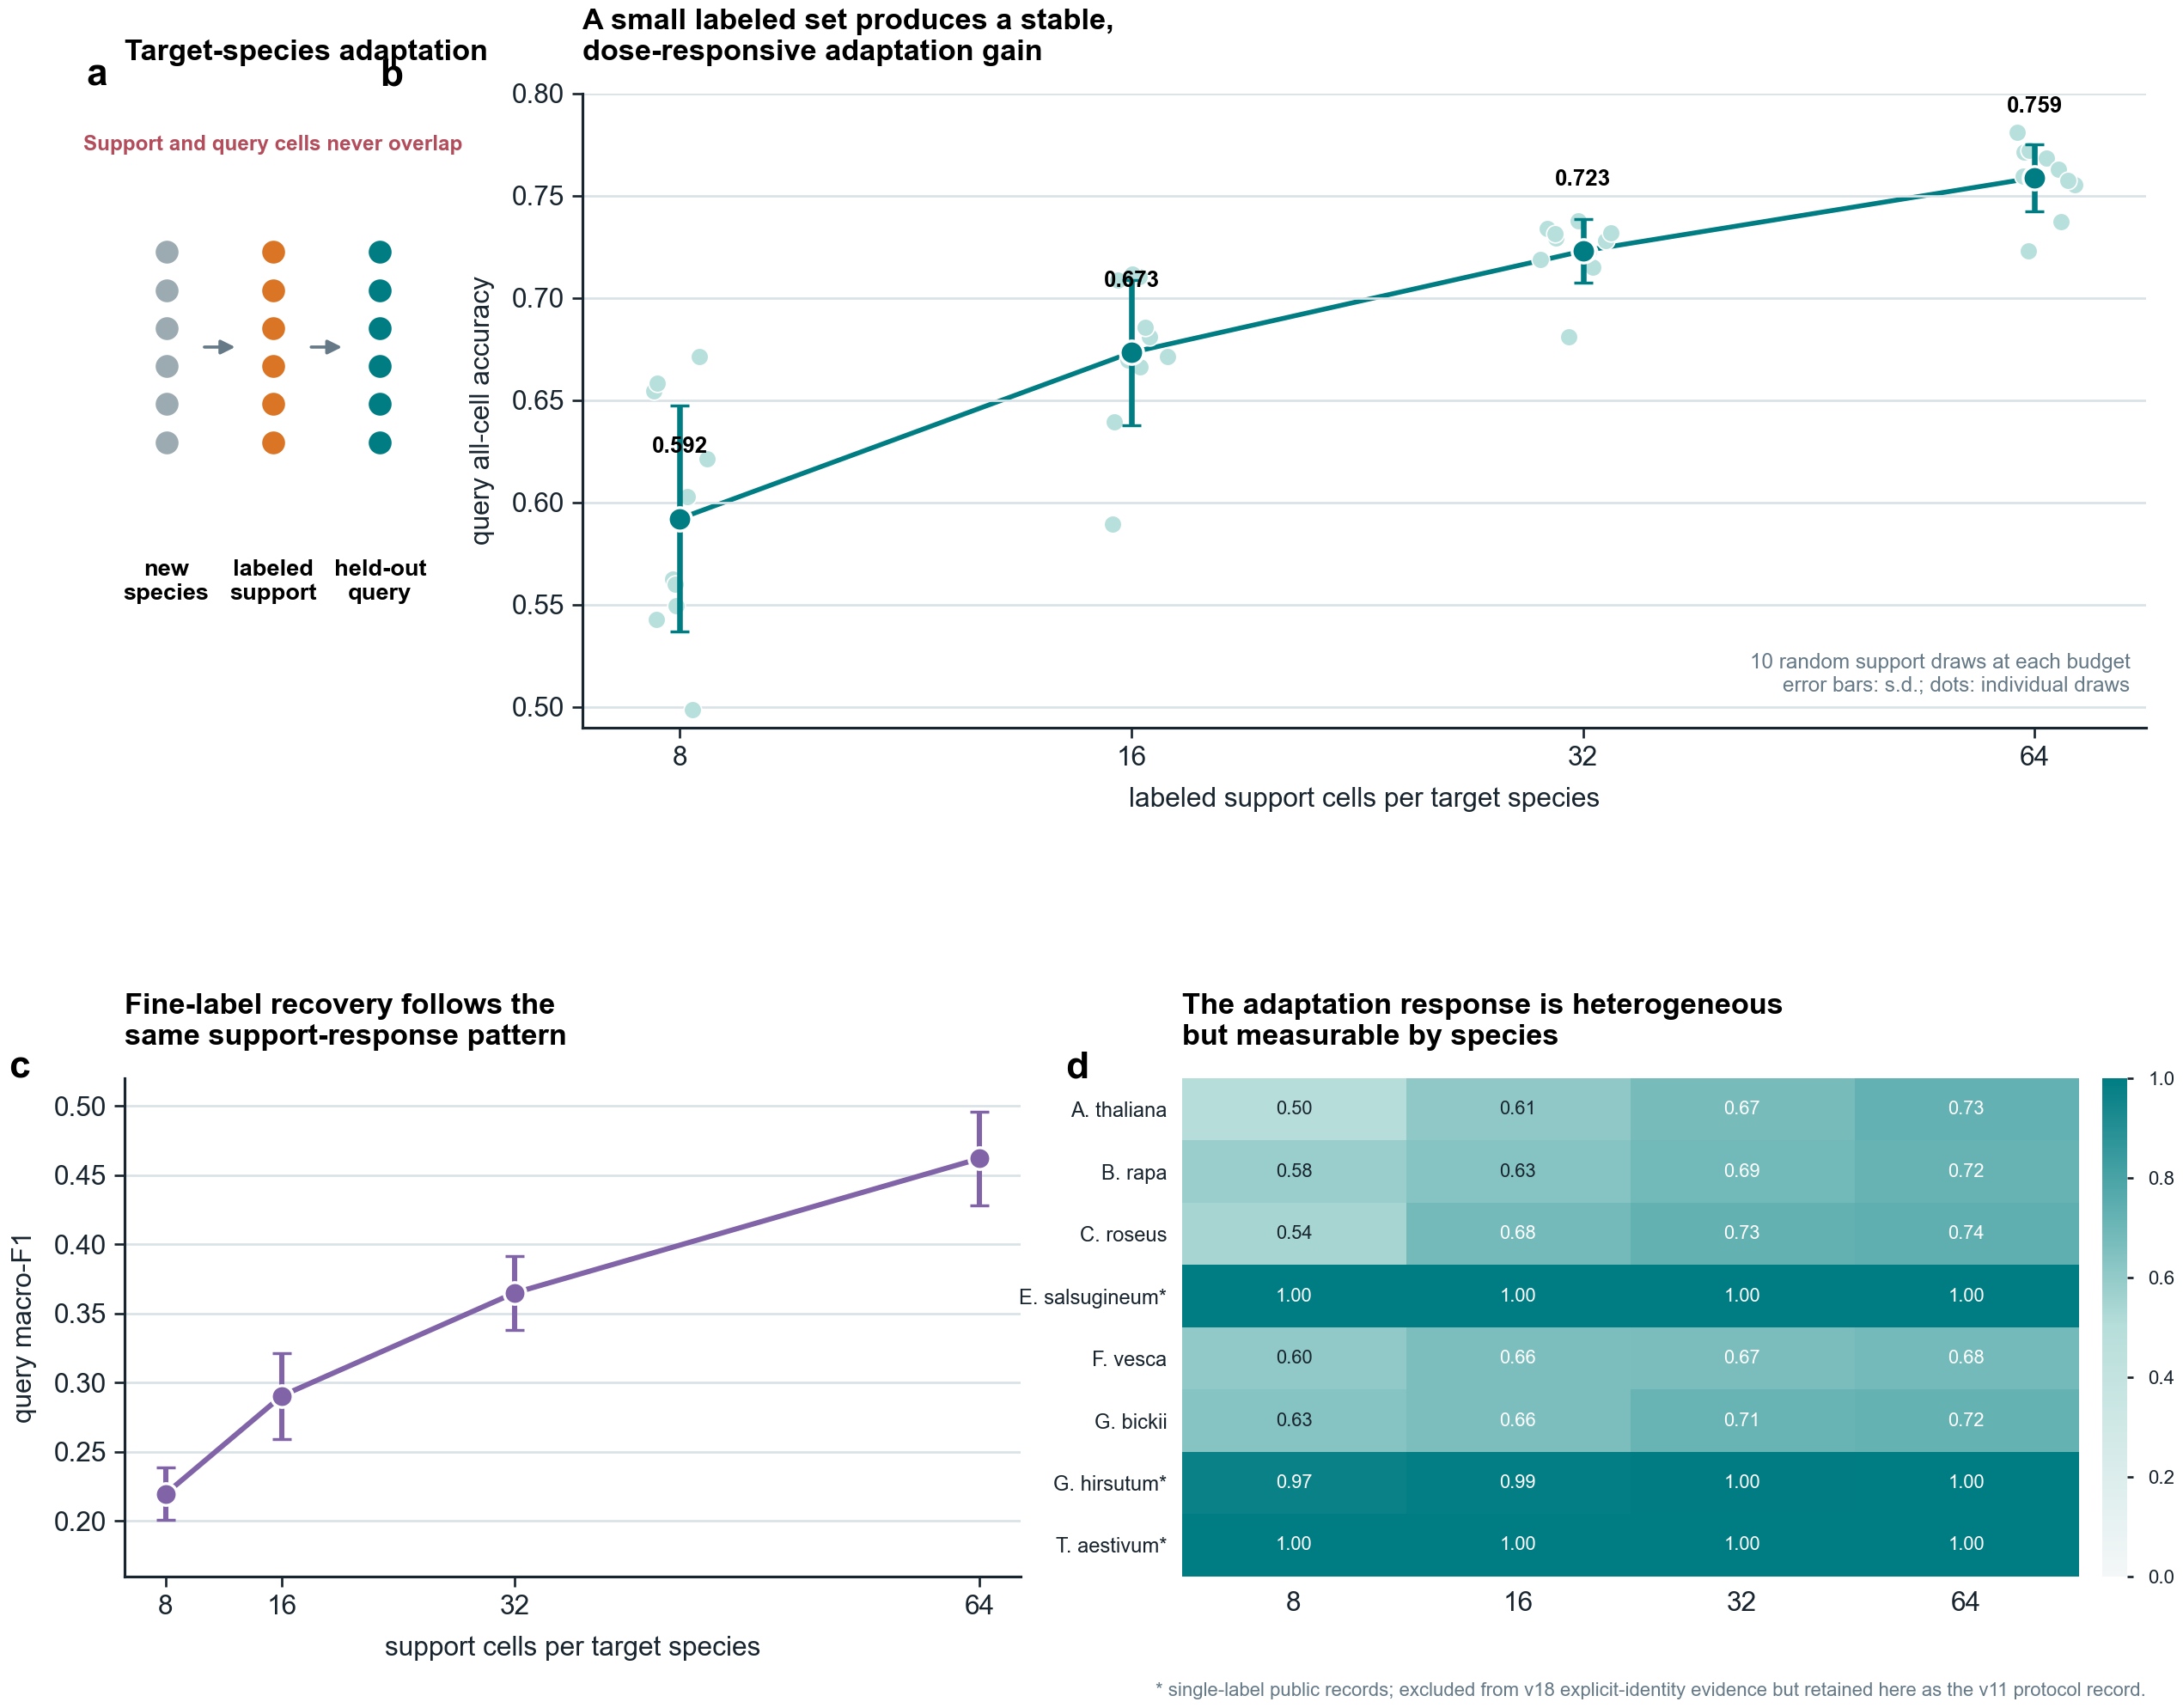 a
Target-species adaptation
Support and query cells never overlap
new
species
labeled
support
held-out
query
b
A small labeled set produces a stable,
dose-responsive adaptation gain
query all-cell accuracy
0.80
0.75
0.70
0.65
0.60
0.55
0.50
0.592
0.673
0.723
0.759
10 random support draws at each budget
error bars: s.d.; dots: individual draws
8 16 32 64
labeled support cells per target species
c
Fine-label recovery follows the
same support-response pattern
query macro-F1
0.50
0.45
0.40
0.35
0.30
0.25
0.20
8 16 32 64
support cells per target species
d
The adaptation response is heterogeneous
but measurable by species
A. thaliana 0.50 0.61 0.67 0.73
B. rapa 0.58 0.63 0.69 0.72
C. roseus 0.54 0.68 0.73 0.74
E. salsugineum* 1.00 1.00 1.00 1.00
F. vesca 0.60 0.66 0.67 0.68
G. bickii 0.63 0.66 0.71 0.72
G. hirsutum* 0.97 0.99 1.00 1.00
T. aestivum* 1.00 1.00 1.00 1.00
8 16 32 64
1.0
0.8
0.6
0.4
0.2
0.0
* single-label public records; excluded from v18 explicit-identity evidence but retained here as the v11 protocol record.